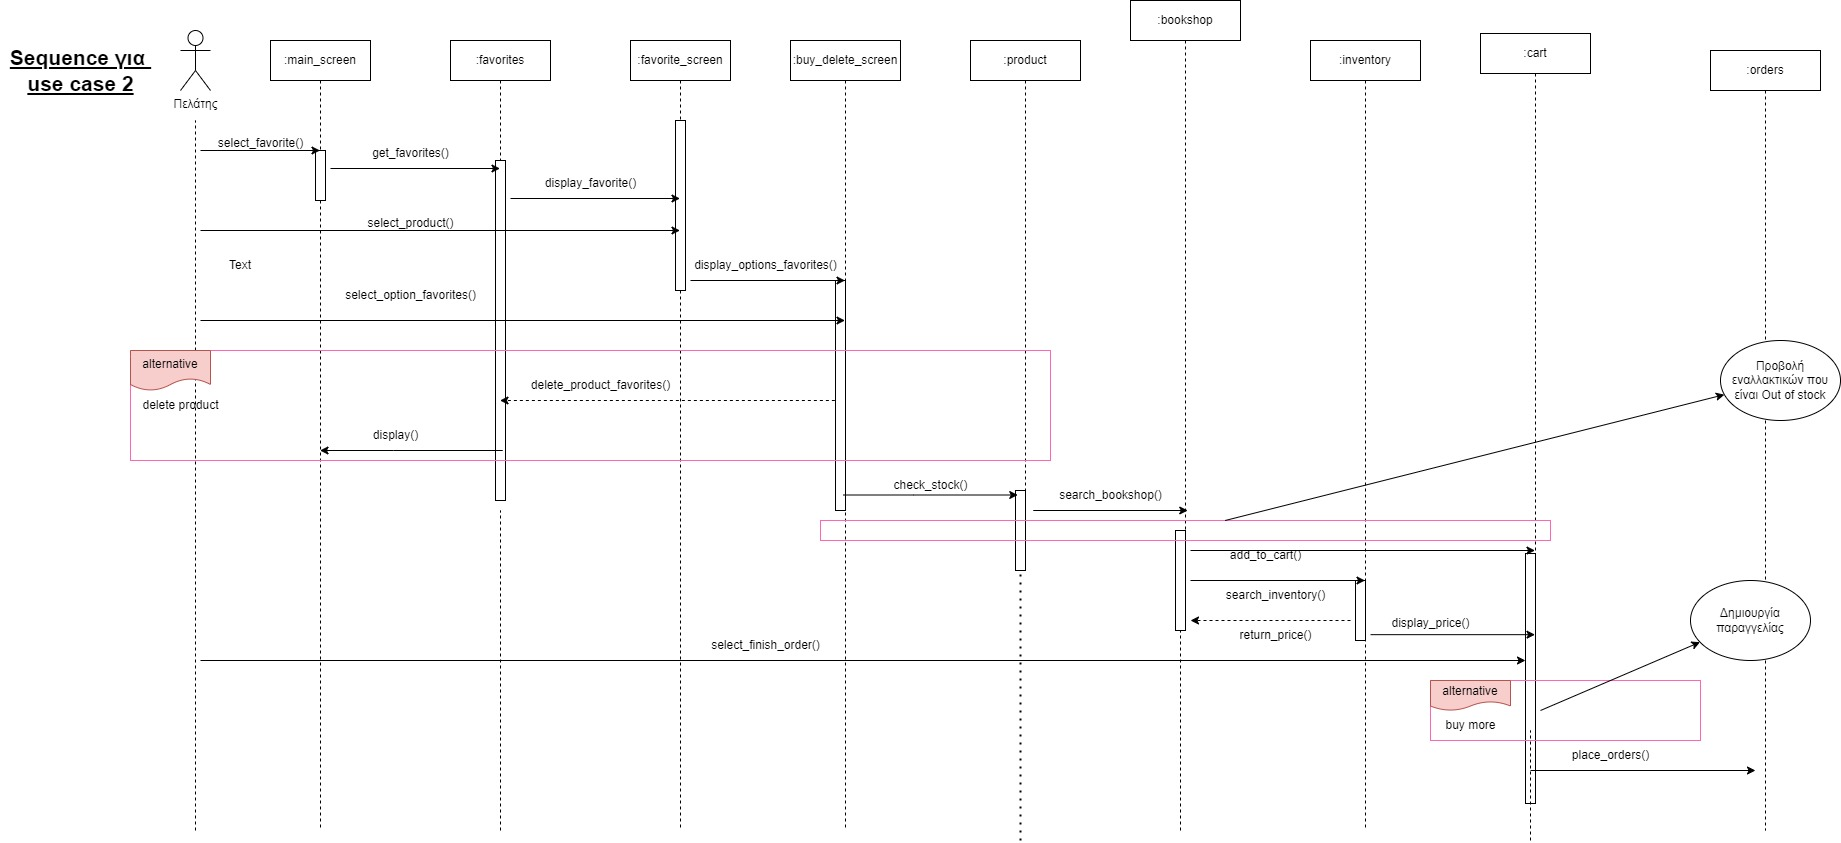 :bookshop
:cart
Sequence για
use case 2
:main_screen
:favorites
:favorite_screen
:buy_delete_screen
:product
:inventory
:orders
Πελάτης
select_favorite()
get_favorites()
display_favorite()
select_product()
Text
display_options_favorites()
select_option_favorites()
alternative
delete product
delete_product_favorites()
display()
Προβολή
εναλλακτικών που
είναι Out of stock
check_stock()
search_bookshop()
add_to_cart()
search_inventory()
return_price()
display_price()
Δημιουργία
παραγγελίας
select_finish_order()
alternative
buy more
place_orders()